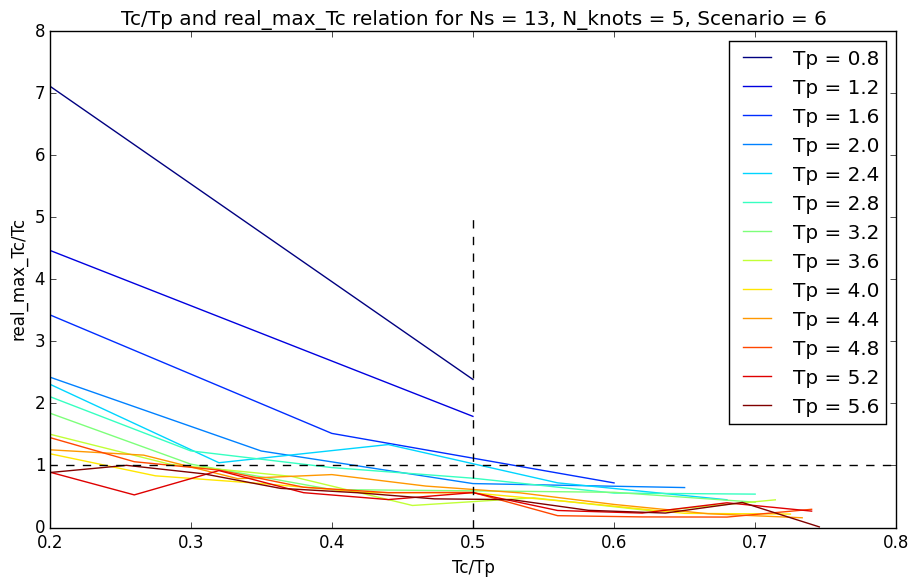 Tc/Tp and real_max_Tc relation for Ns = 13, N_knots = 5, Scenario = 6
8
7
6
5
4
3
2
1
0
real_max_Tc/Tc
0.2 0.3 0.4 0.5 0.6 0.7 0.8
Tc/Tp
Tp = 0.8
Tp = 1.2
Tp = 1.6
Tp = 2.0
Tp = 2.4
Tp = 2.8
Tp = 3.2
Tp = 3.6
Tp = 4.0
Tp = 4.4
Tp = 4.8
Tp = 5.2
Tp = 5.6